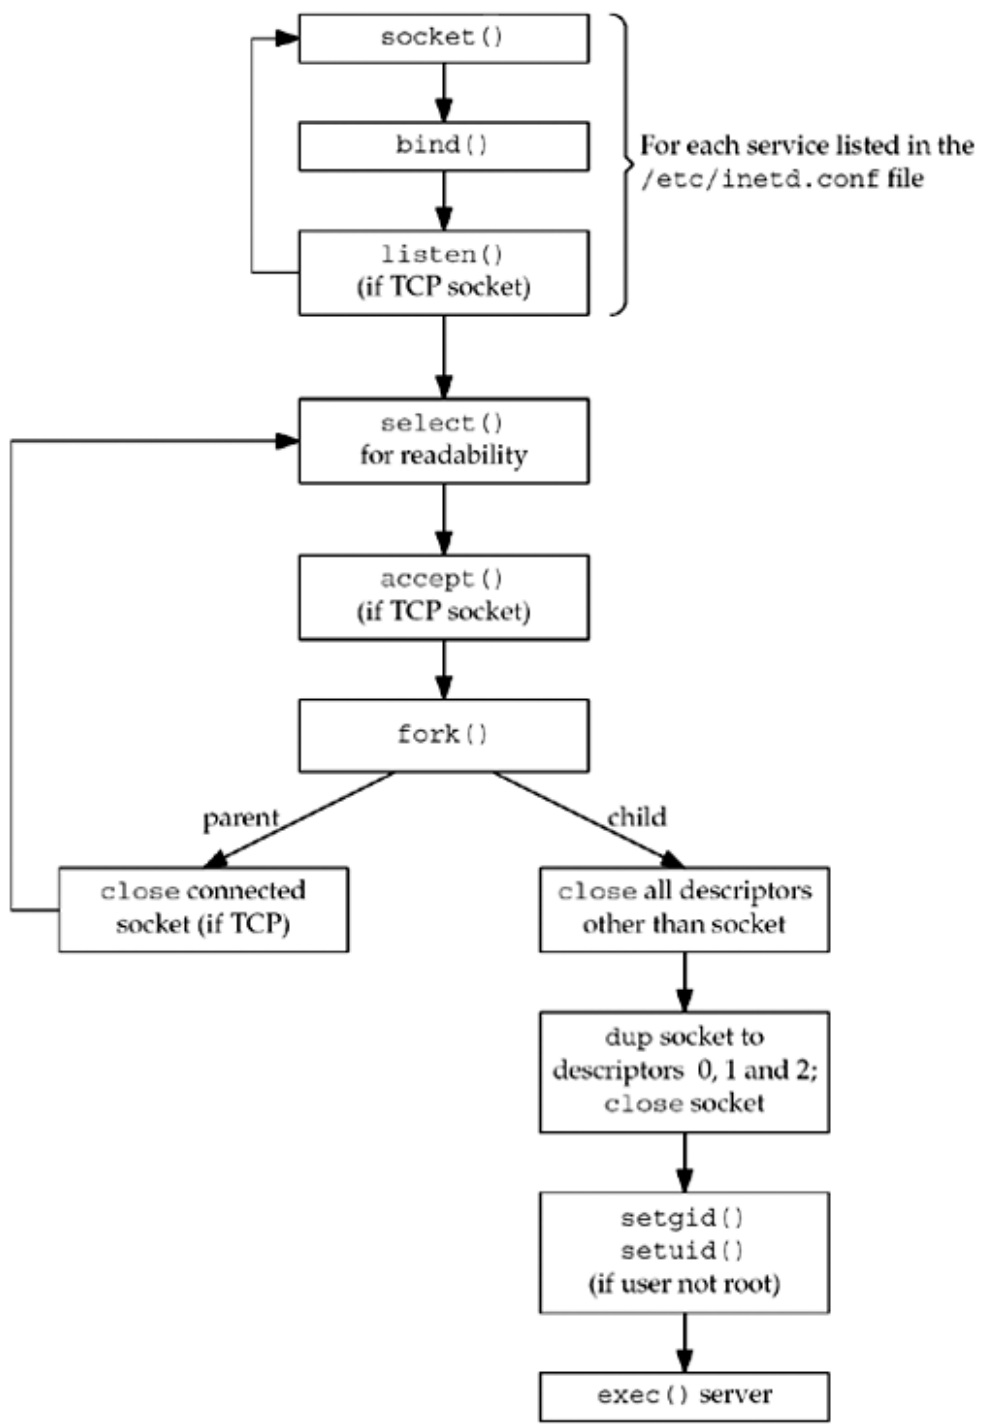 socket()
bind()
For each service listed in the
/etc/inetd.conf file
listen()
(if TCP socket)
select()
for readability
accept()
(if TCP socket)
fork()
parent
child
close connected
socket (if TCP)
close all descriptors
other than socket
dup socket to
descriptors 0, 1 and 2;
close socket
setgid()
setuid()
(if user not root)
exec() server